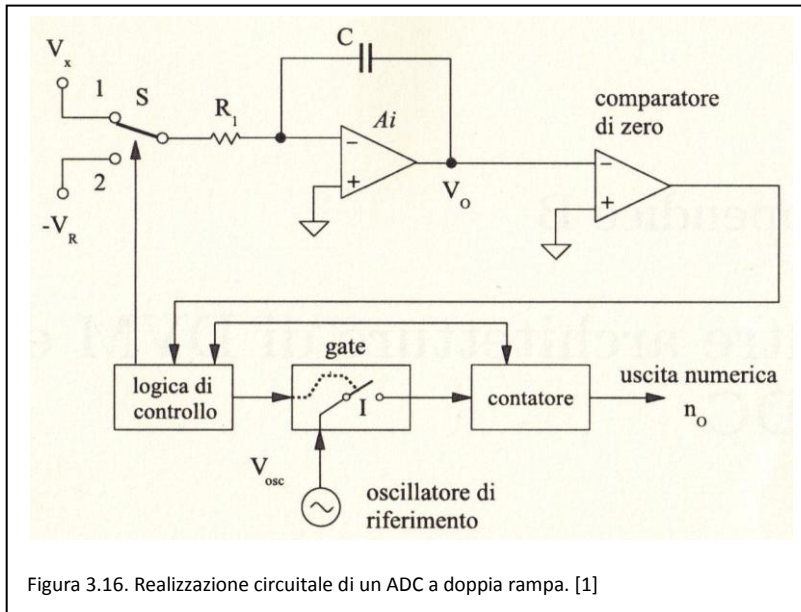 V_x
1
S
R_1
C
Ai
−
+
V_O
comparatore
di zero
−
+
2
-V_R
gate
logica di
controllo
I
contatore
uscita numerica
n_O
V_osc
oscillatore di
riferimento
Figura 3.16. Realizzazione circuitale di un ADC a doppia rampa. [1]